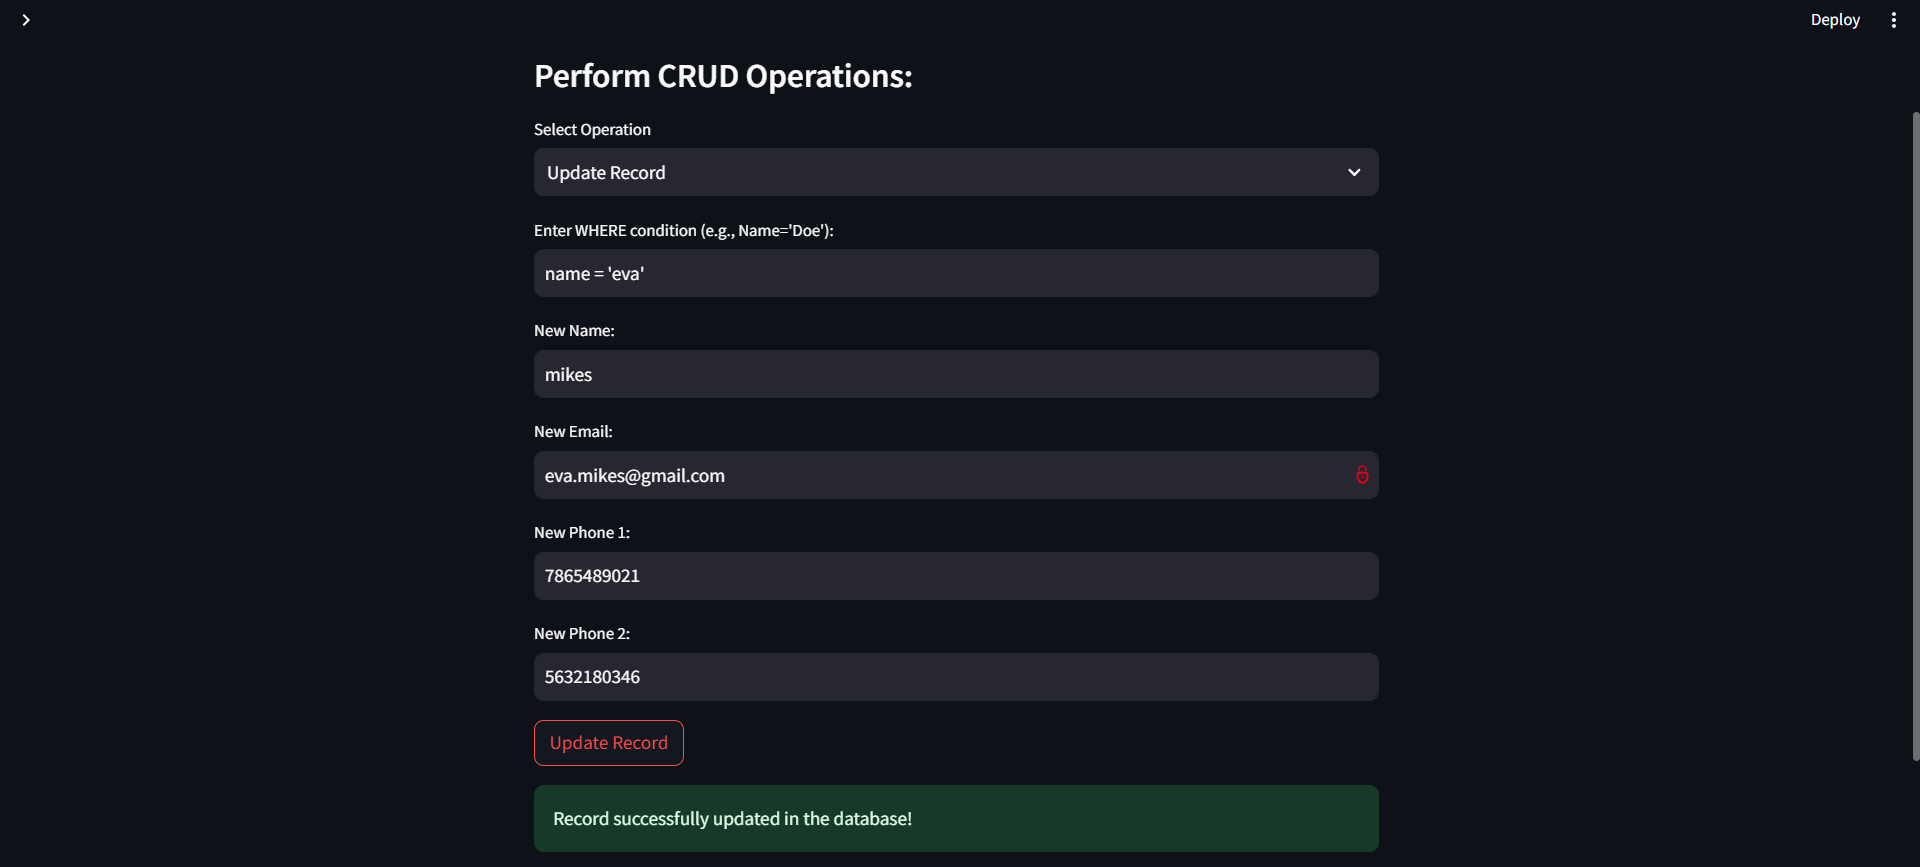 Deploy
Perform CRUD Operations:
Select Operation
Update Record
Enter WHERE condition (e.g., Name='Doe'):
name = 'eva'
New Name:
mikes
New Email:
eva.mikes@gmail.com
New Phone 1:
7865489021
New Phone 2:
5632180346
Update Record
Record successfully updated in the database!